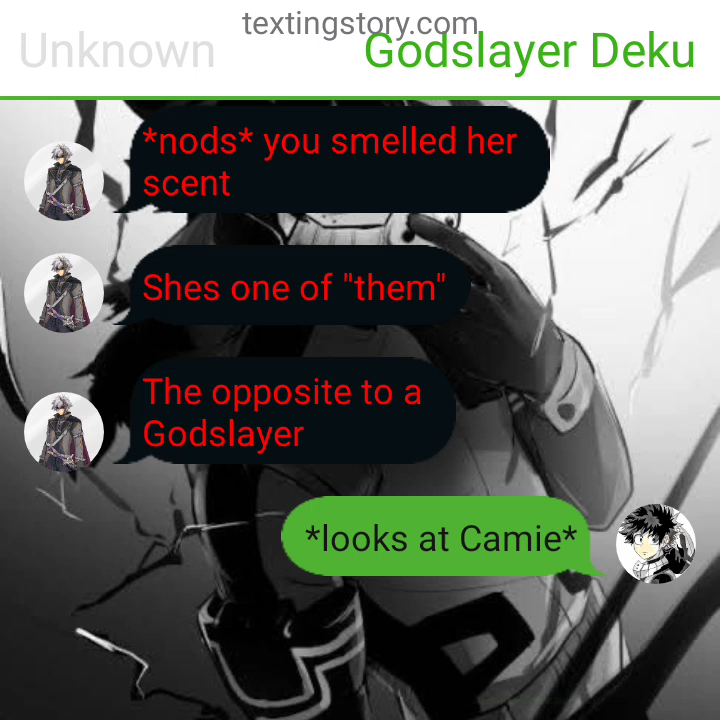 textingstory.com
Unknown
Godslayer Deku
*nods* you smelled her
scent
Shes one of "them"
The opposite to a
Godslayer
*looks at Camie*